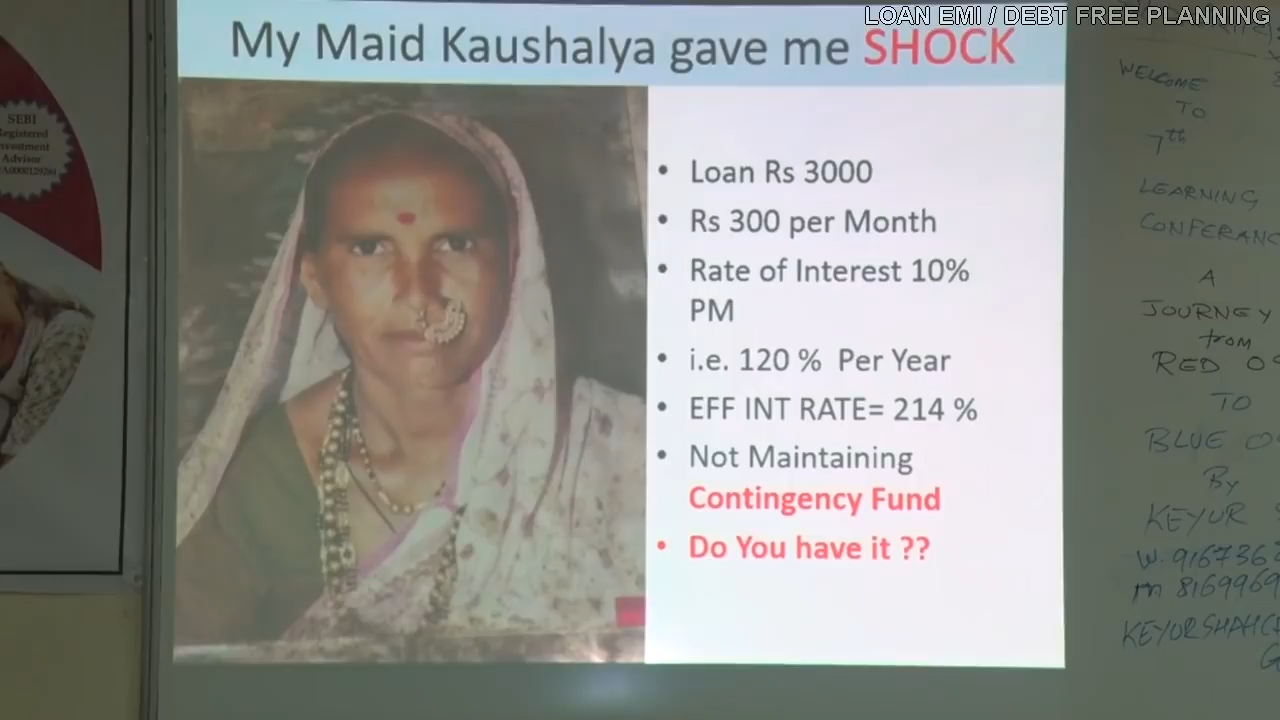 LOAN EMI / DEBT FREE PLANNING
My Maid Kaushalya gave me SHOCK
SEBI
Registered
Investment
Advisor
• Loan Rs 3000
• Rs 300 per Month
• Rate of Interest 10%
PM
• i.e. 120 % Per Year
• EFF INT RATE= 214 %
• Not Maintaining
Contingency Fund
• Do You have it ??
WELCOME
TO
7th
LEARNING
A
JOURNEY
from
RED
TO
BLUE
By
KEYUR